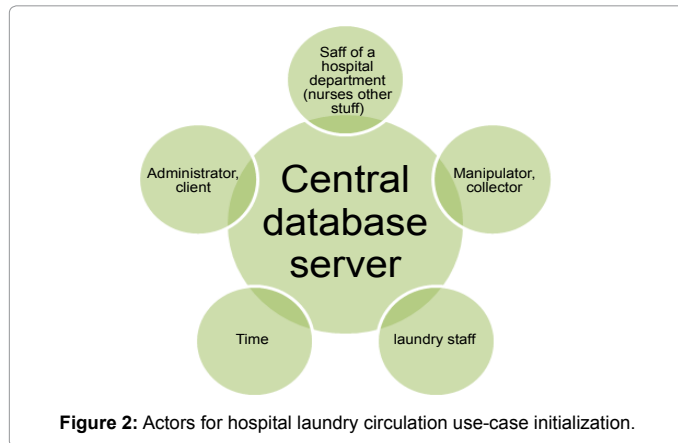 Saff of a
hospital
department
(nurses other
stuff)
Administrator,
client
Manipulator,
collector
Central
database
server
Time
laundry staff
Figure 2: Actors for hospital laundry circulation use-case initialization.